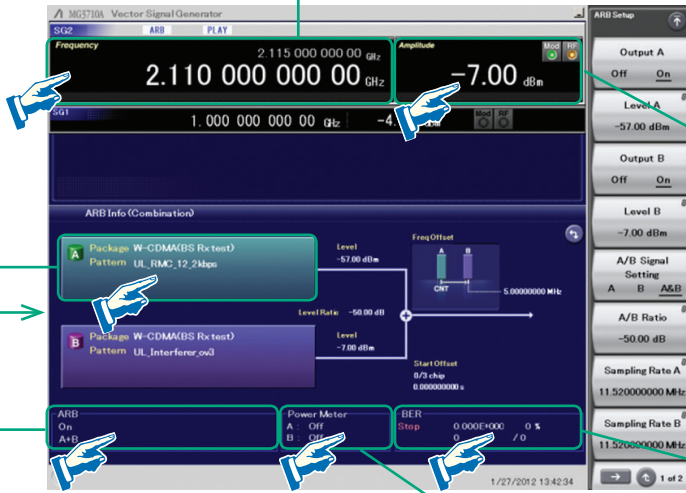 MG3710A Vector Signal Generator
SG2 ARB PLAY
Frequency
2.115 000 000 00 GHz
2.110 000 000 00 GHz
Amplitude
Mod RF
-7.00 dBm
SG1
1. 000 000 000 00 GHz
Mod RF
ARB Info (Combination)
A
Package W-CDMA(BS Rx test)
Pattern UL_RMC_12_2kbps
Level
-57.00 dBm
Freq Offset
A B
CNT
5.00000000 MHz
Level Ratio -50.00 dB
B
Package W-CDMA(BS Rx test)
Pattern UL_Interferer_ov3
Level
-7.00 dBm
Start Offset
0/3 chip
0.000000000 s
ARB
On
A+B
Power Meter
A : Off
B : Off
BER
Stop 0.000E+000 0 %
0 / 0
1/27/2012 13:42:34
ARB Setup
Output A
Off On
Level A
-57.00 dBm
Output B
Off On
Level B
-7.00 dBm
A/B Signal
Setting
A B A&B
A/B Ratio
-50.00 dB
Sampling Rate A
11.520000000 MHz
Sampling Rate B
11.520000000 MHz
1 of 2